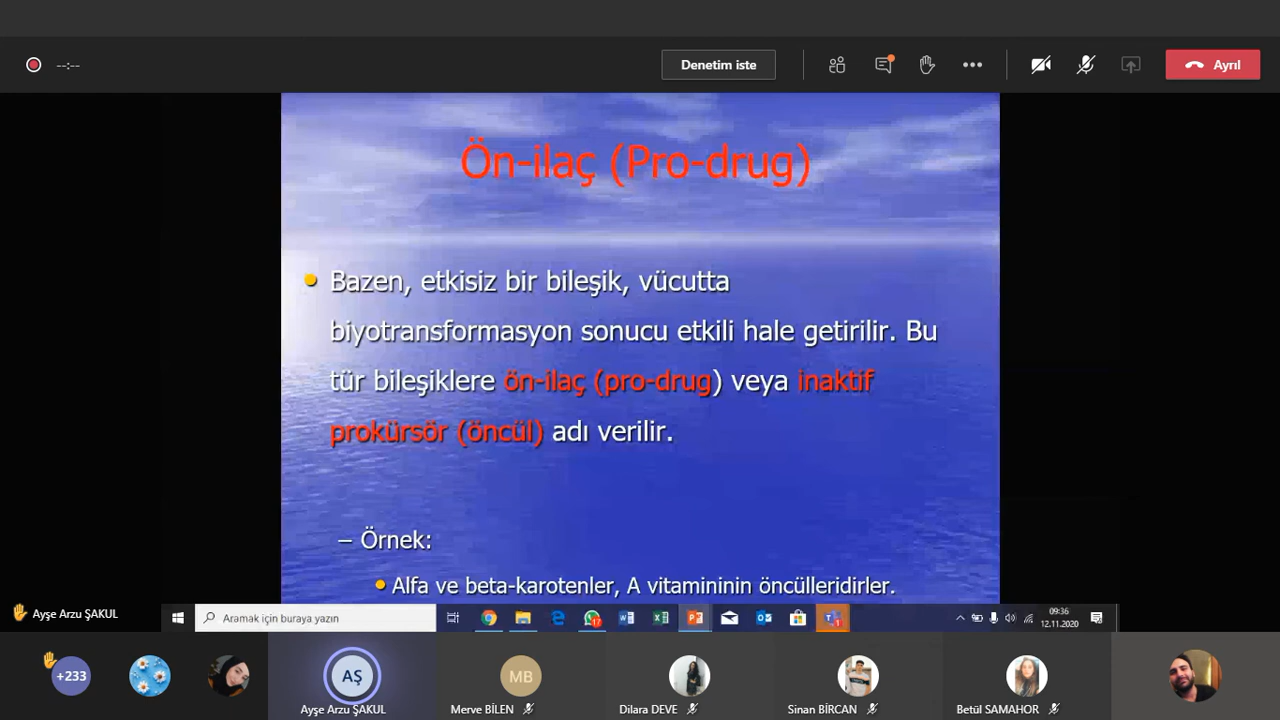 --:--
Denetim iste
Ayrıl
Ön-ilaç (Pro-drug)
Bazen, etkisiz bir bileşik, vücutta
biyotransformasyon sonucu etkili hale getirilir. Bu
tür bileşiklere ön-ilaç (pro-drug) veya inaktif
prokürsör (öncül) adı verilir.
– Örnek:
Alfa ve beta-karotenler, A vitamininin öncülleridirler.
Ayşe Arzu ŞAKUL
Aramak için buraya yazın
09:36
12.11.2020
+233
AŞ
MB
Ayşe Arzu ŞAKUL
Merve BİLEN
Dilara DEVE
Sinan BİRCAN
Betül SAMAHOR